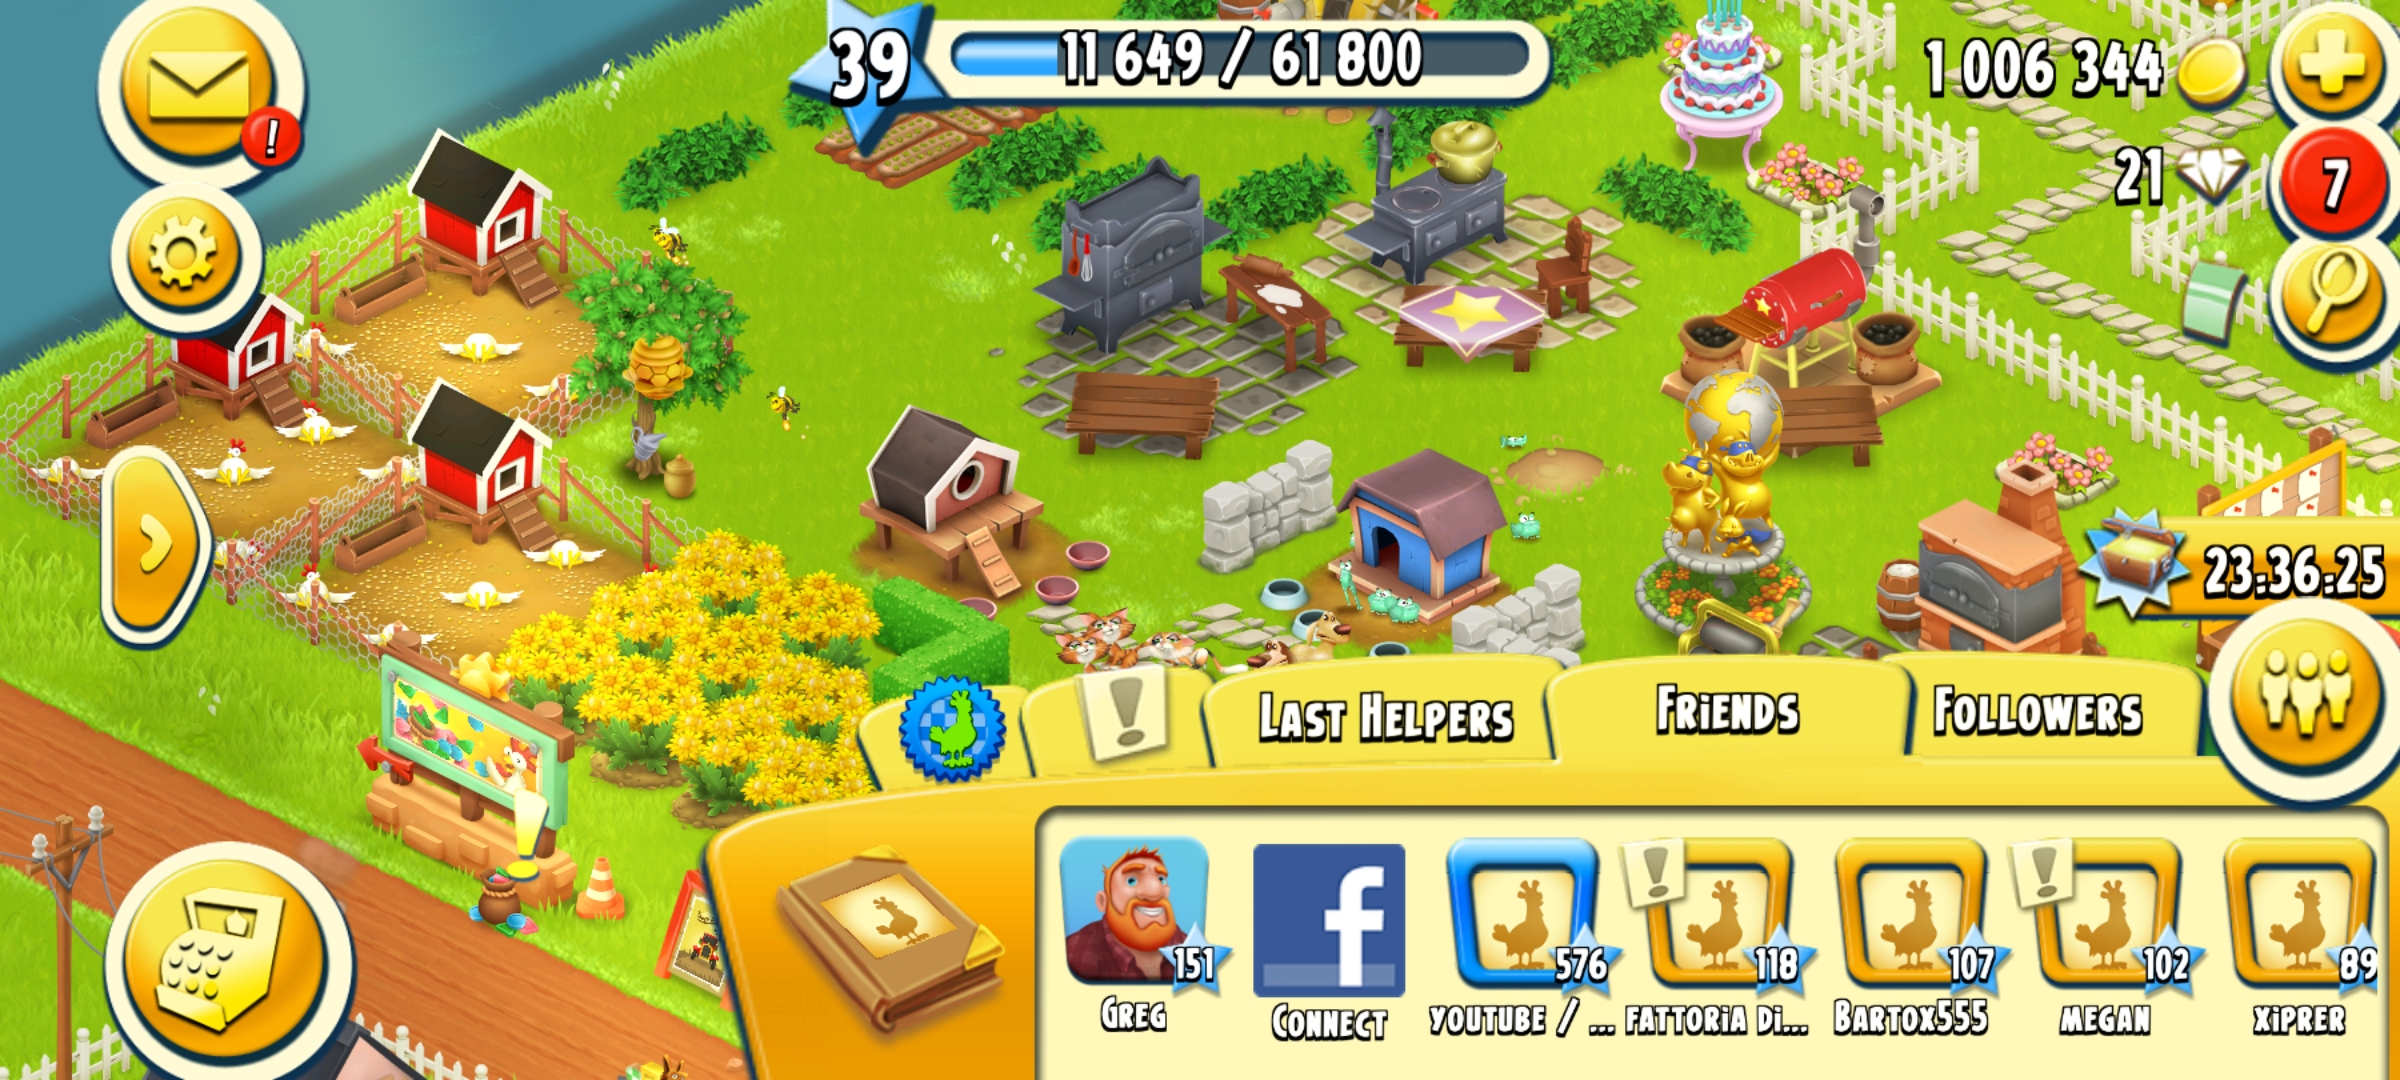 39
11 649 / 61 800
1 006 344
!
21
7
23:36:25
Last Helpers
Friends
Followers
151
576
118
107
102
89
Greg
Connect
YOUTUBE / ...
FATTORIA Di...
Bartox555
MEGAN
XiPRER